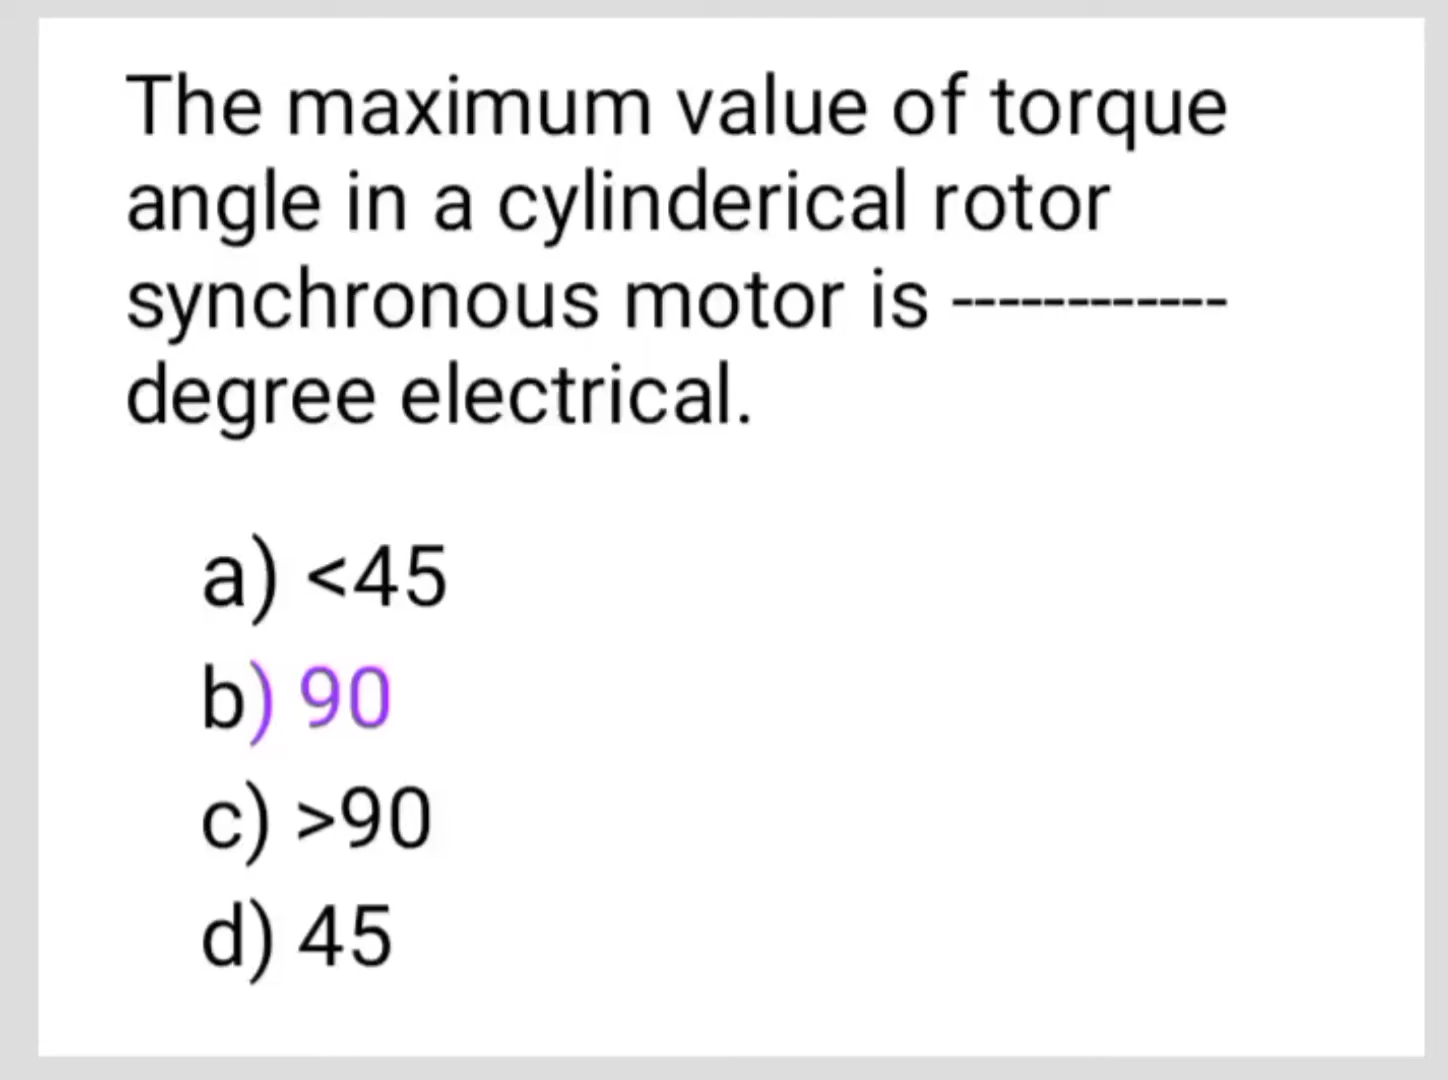 The maximum value of torque
angle in a cylinderical rotor
synchronous motor is ------------
degree electrical.
a) <45
b) 90
c) >90
d) 45